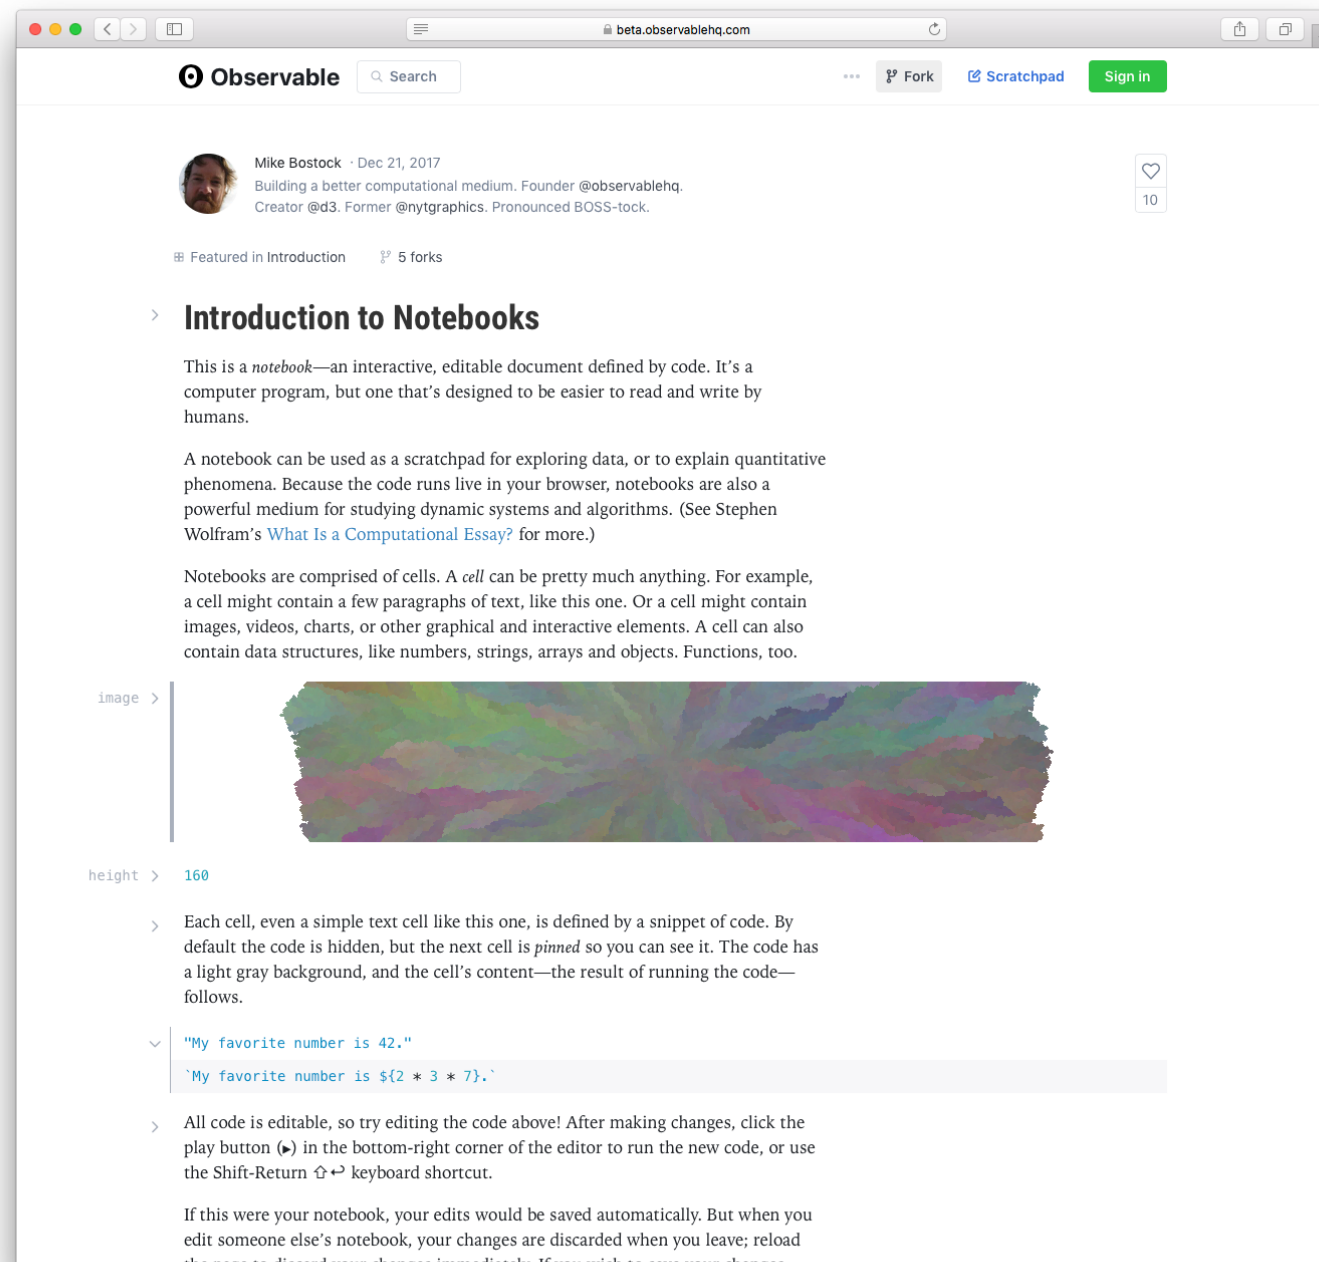 beta.observablehq.com
Observable
Search
Fork
Scratchpad
Sign in
Mike Bostock · Dec 21, 2017
Building a better computational medium. Founder @observablehq.
Creator @d3. Former @nytgraphics. Pronounced BOSS-tock.
10
Featured in Introduction
5 forks
Introduction to Notebooks
This is a notebook—an interactive, editable document defined by code. It’s a
computer program, but one that’s designed to be easier to read and write by
humans.
A notebook can be used as a scratchpad for exploring data, or to explain quantitative
phenomena. Because the code runs live in your browser, notebooks are also a
powerful medium for studying dynamic systems and algorithms. (See Stephen
Wolfram’s What Is a Computational Essay? for more.)
Notebooks are comprised of cells. A cell can be pretty much anything. For example,
a cell might contain a few paragraphs of text, like this one. Or a cell might contain
images, videos, charts, or other graphical and interactive elements. A cell can also
contain data structures, like numbers, strings, arrays and objects. Functions, too.
image
height
160
Each cell, even a simple text cell like this one, is defined by a snippet of code. By
default the code is hidden, but the next cell is pinned so you can see it. The code has
a light gray background, and the cell’s content—the result of running the code—
follows.
"My favorite number is 42."
`My favorite number is ${2 * 3 * 7}.`
All code is editable, so try editing the code above! After making changes, click the
play button (▸) in the bottom-right corner of the editor to run the new code, or use
the Shift-Return ⇧↩ keyboard shortcut.
If this were your notebook, your edits would be saved automatically. But when you
edit someone else’s notebook, your changes are discarded when you leave; reload